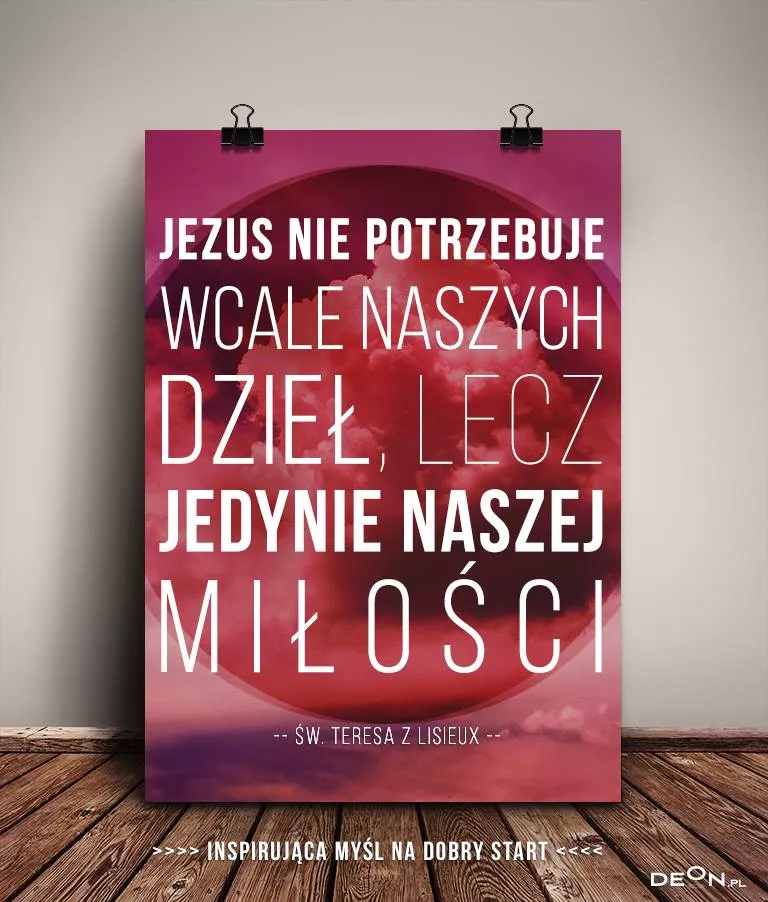 JEZUS NIE POTRZEBUJE
WCALE NASZYCH
DZIEŁ, LECZ
JEDYNIE NASZEJ
MIŁOŚCI
-- ŚW. TERESA Z LISIEUX --
>>>> INSPIRUJĄCA MYŚL NA DOBRY START <<<<
DEON.PL